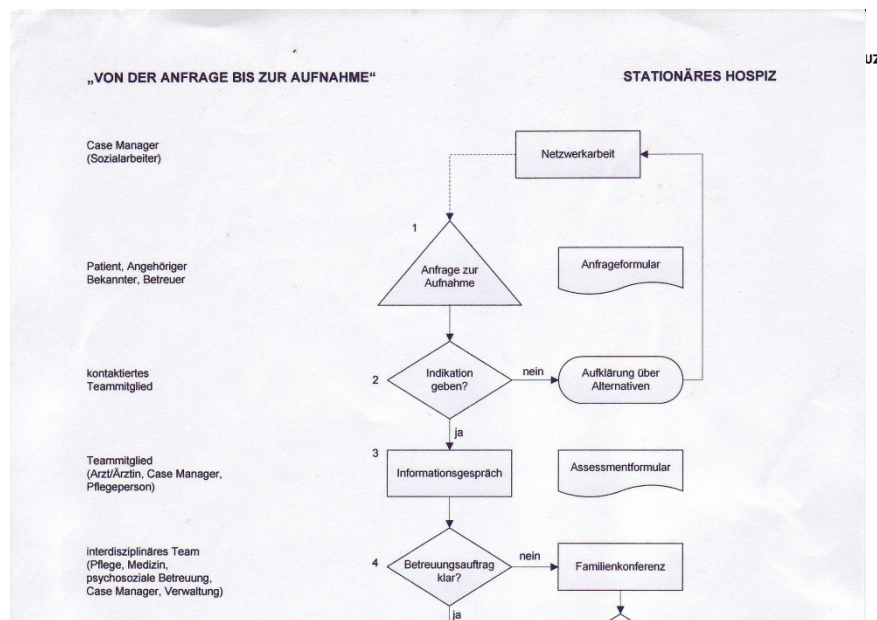 „VON DER ANFRAGE BIS ZUR AUFNAHME“
STATIONÄRES HOSPIZ
UZ
Case Manager
(Sozialarbeiter)
Netzwerkarbeit
1
Patient, Angehöriger
Bekannter, Betreuer
Anfrage zur
Aufnahme
Anfrageformular
kontaktiertes
Teammitglied
2
Indikation
geben?
nein
Aufklärung über
Alternativen
ja
3
Teammitglied
(Arzt/Ärztin, Case Manager,
Pflegeperson)
Informationsgespräch
Assessmentformular
interdisziplinäres Team
(Pflege, Medizin,
psychosoziale Betreuung,
Case Manager, Verwaltung)
4
Betreuungsauftrag
klar?
nein
Familienkonferenz
ja